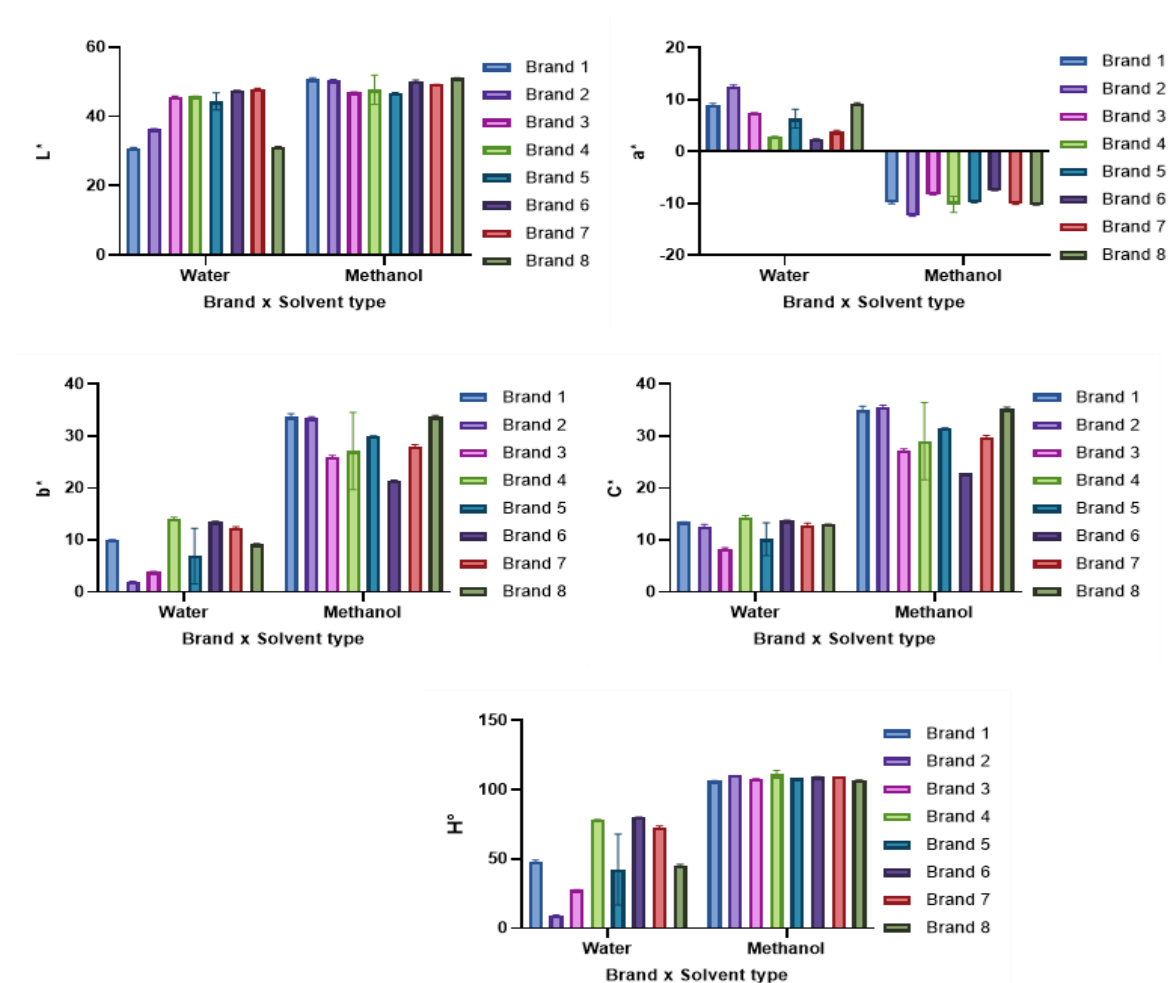 60
40
20
0
L*
Water
Methanol
Brand x Solvent type
Brand 1
Brand 2
Brand 3
Brand 4
Brand 5
Brand 6
Brand 7
Brand 8
20
10
0
-10
-20
a*
Water
Methanol
Brand x Solvent type
Brand 1
Brand 2
Brand 3
Brand 4
Brand 5
Brand 6
Brand 7
Brand 8
40
30
20
10
0
b*
Water
Methanol
Brand x Solvent type
Brand 1
Brand 2
Brand 3
Brand 4
Brand 5
Brand 6
Brand 7
Brand 8
40
30
20
10
0
C*
Water
Methanol
Brand x Solvent type
Brand 1
Brand 2
Brand 3
Brand 4
Brand 5
Brand 6
Brand 7
Brand 8
150
100
50
0
H°
Water
Methanol
Brand x Solvent type
Brand 1
Brand 2
Brand 3
Brand 4
Brand 5
Brand 6
Brand 7
Brand 8